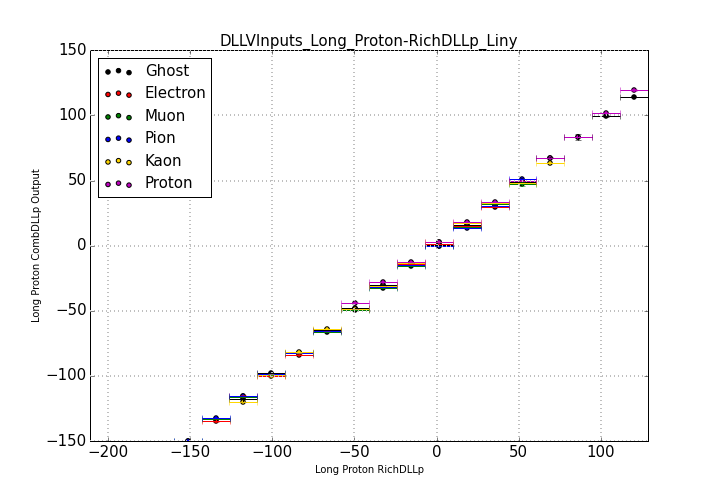 DLLVInputs_Long_Proton-RichDLLp_Liny
150
100
50
0
−50
−100
−150
Long Proton CombDLLp Output
Ghost
Electron
Muon
Pion
Kaon
Proton
−200 −150 −100 −50 0 50 100
Long Proton RichDLLp